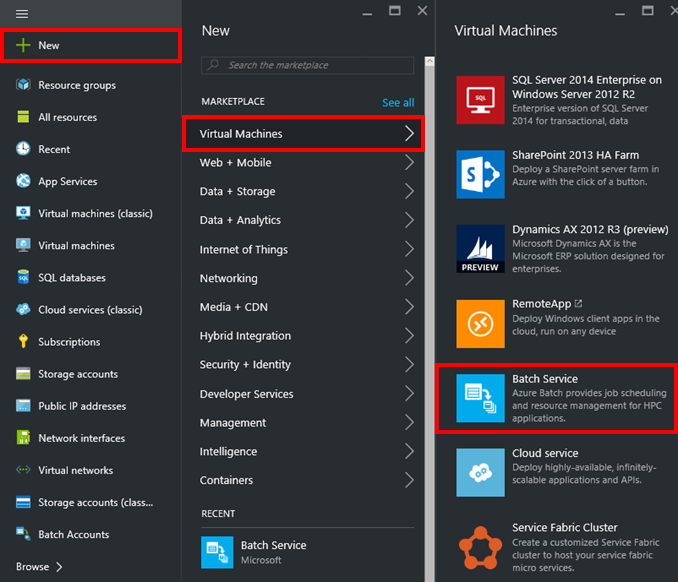 New
Resource groups
All resources
Recent
App Services
Virtual machines (classic)
Virtual machines
SQL databases
Cloud services (classic)
Subscriptions
Storage accounts
Public IP addresses
Network interfaces
Virtual networks
Storage accounts (class...
Batch Accounts
Browse
New
Search the marketplace
MARKETPLACE See all
Virtual Machines
Web + Mobile
Data + Storage
Data + Analytics
Internet of Things
Networking
Media + CDN
Hybrid Integration
Security + Identity
Developer Services
Management
Intelligence
Containers
RECENT
Batch Service
Microsoft
Virtual Machines
SQL
SQL Server 2014 Enterprise on
Windows Server 2012 R2
Enterprise version of SQL Server
2014 for transactional, data
S
SharePoint 2013 HA Farm
Deploy a SharePoint server farm in
Azure with the click of a button.
PREVIEW
Dynamics AX 2012 R3 (preview)
Microsoft Dynamics AX is the
Microsoft ERP solution designed for
enterprises.
RemoteApp
Deploy Windows client apps in the
cloud, run on any device
Batch Service
Azure Batch provides job scheduling
and resource management for HPC
applications.
Cloud service
Deploy highly-available, infinitely-
scalable applications and APIs.
Service Fabric Cluster
Create a customized Service Fabric
cluster to host your service fabric
micro services.